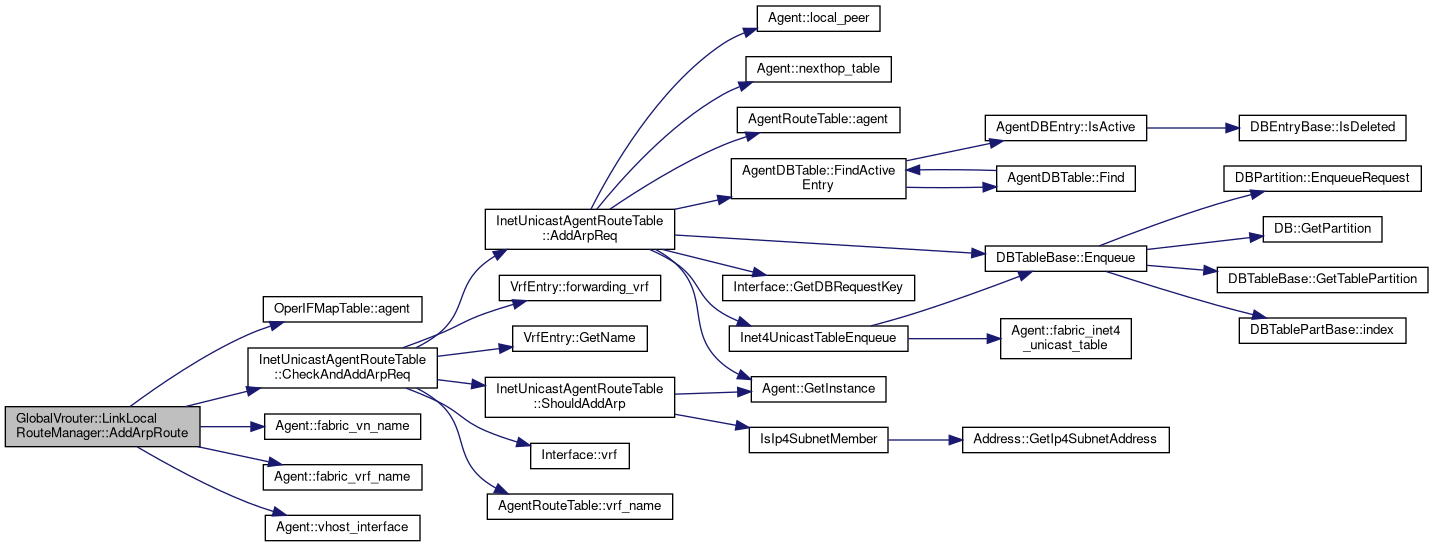 GlobalVrouter::LinkLocal
RouteManager::AddArpRoute
OperIFMapTable::agent
InetUnicastAgentRouteTable
::CheckAndAddArpReq
Agent::fabric_vn_name
Agent::fabric_vrf_name
Agent::vhost_interface
InetUnicastAgentRouteTable
::AddArpReq
VrfEntry::forwarding_vrf
VrfEntry::GetName
InetUnicastAgentRouteTable
::ShouldAddArp
Interface::vrf
AgentRouteTable::vrf_name
Agent::local_peer
Agent::nexthop_table
AgentRouteTable::agent
AgentDBTable::FindActive
Entry
Interface::GetDBRequestKey
Inet4UnicastTableEnqueue
Agent::GetInstance
IsIp4SubnetMember
AgentDBEntry::IsActive
AgentDBTable::Find
DBTableBase::Enqueue
Agent::fabric_inet4
_unicast_table
Address::GetIp4SubnetAddress
DBEntryBase::IsDeleted
DBPartition::EnqueueRequest
DB::GetPartition
DBTableBase::GetTablePartition
DBTablePartBase::index